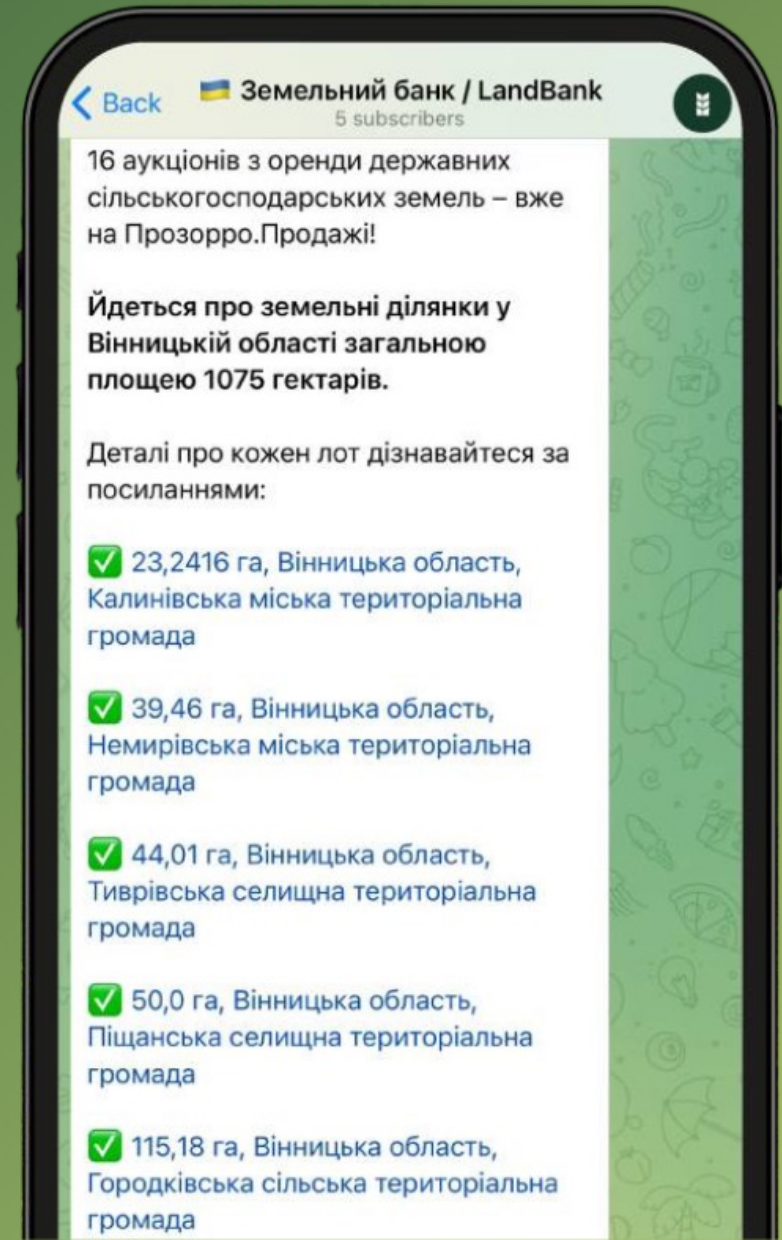 Back
🇺🇦 Земельний банк / LandBank
5 subscribers
16 аукціонів з оренди державних
сільськогосподарських земель – вже
на Прозорро.Продажі!
Йдеться про земельні ділянки у
Вінницькій області загальною
площею 1075 гектарів.
Деталі про кожен лот дізнавайтеся за
посиланнями:
✅ 23,2416 га, Вінницька область,
Калинівська міська територіальна
громада
✅ 39,46 га, Вінницька область,
Немирівська міська територіальна
громада
✅ 44,01 га, Вінницька область,
Тиврівська селищна територіальна
громада
✅ 50,0 га, Вінницька область,
Піщанська селищна територіальна
громада
✅ 115,18 га, Вінницька область,
Городківська сільська територіальна
громада